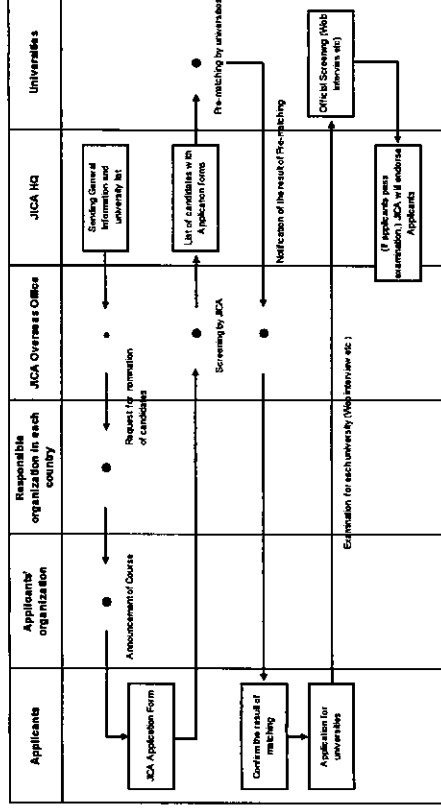 Applicants
Applicants'
organization
Responsible
organization in each
country
JICA Overseas Office
JICA HQ
Universities
Sending General
Information and
university list
Request for nomination
of candidates
Announcement of Course
JICA Application Form
Screening by JICA
List of candidates with
Application forms
Pre-matching by universities
Notification of the result of Pre-matching
Confirm the result of
matching
Application for
universities
Examination for each university (Web interview etc.)
Official Screening (Web
Interview etc)
(If applicants pass
examination,) JICA will endorse
Applicants